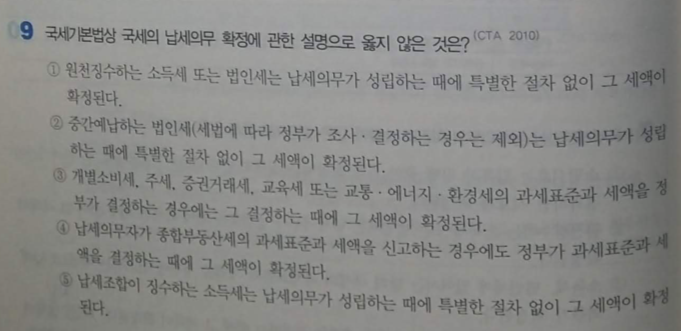 09 국세기본법상 국세의 납세의무 확정에 관한 설명으로 옳지 않은 것은? (CTA 2010)
① 원천징수하는 소득세 또는 법인세는 납세의무가 성립하는 때에 특별한 절차 없이 그 세액이
확정된다.
② 중간예납하는 법인세(세법에 따라 정부가 조사·결정하는 경우는 제외)는 납세의무가 성립
하는 때에 특별한 절차 없이 그 세액이 확정된다.
③ 개별소비세, 주세, 증권거래세, 교육세 또는 교통·에너지·환경세의 과세표준과 세액을 정
부가 결정하는 경우에는 그 결정하는 때에 그 세액이 확정된다.
④ 납세의무자가 종합부동산세의 과세표준과 세액을 신고하는 경우에도 정부가 과세표준과 세
액을 결정하는 때에 그 세액이 확정된다.
⑤ 납세조합이 징수하는 소득세는 납세의무가 성립하는 때에 특별한 절차 없이 그 세액이 확정
된다.